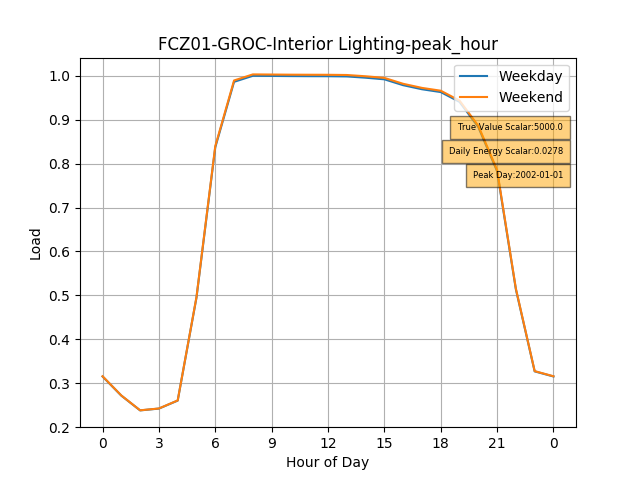 FCZ01-GROC-Interior Lighting-peak_hour
Load
1.0
0.9
0.8
0.7
0.6
0.5
0.4
0.3
0.2
Weekday
Weekend
True Value Scalar:5000.0
Daily Energy Scalar:0.0278
Peak Day:2002-01-01
0 3 6 9 12 15 18 21 0
Hour of Day